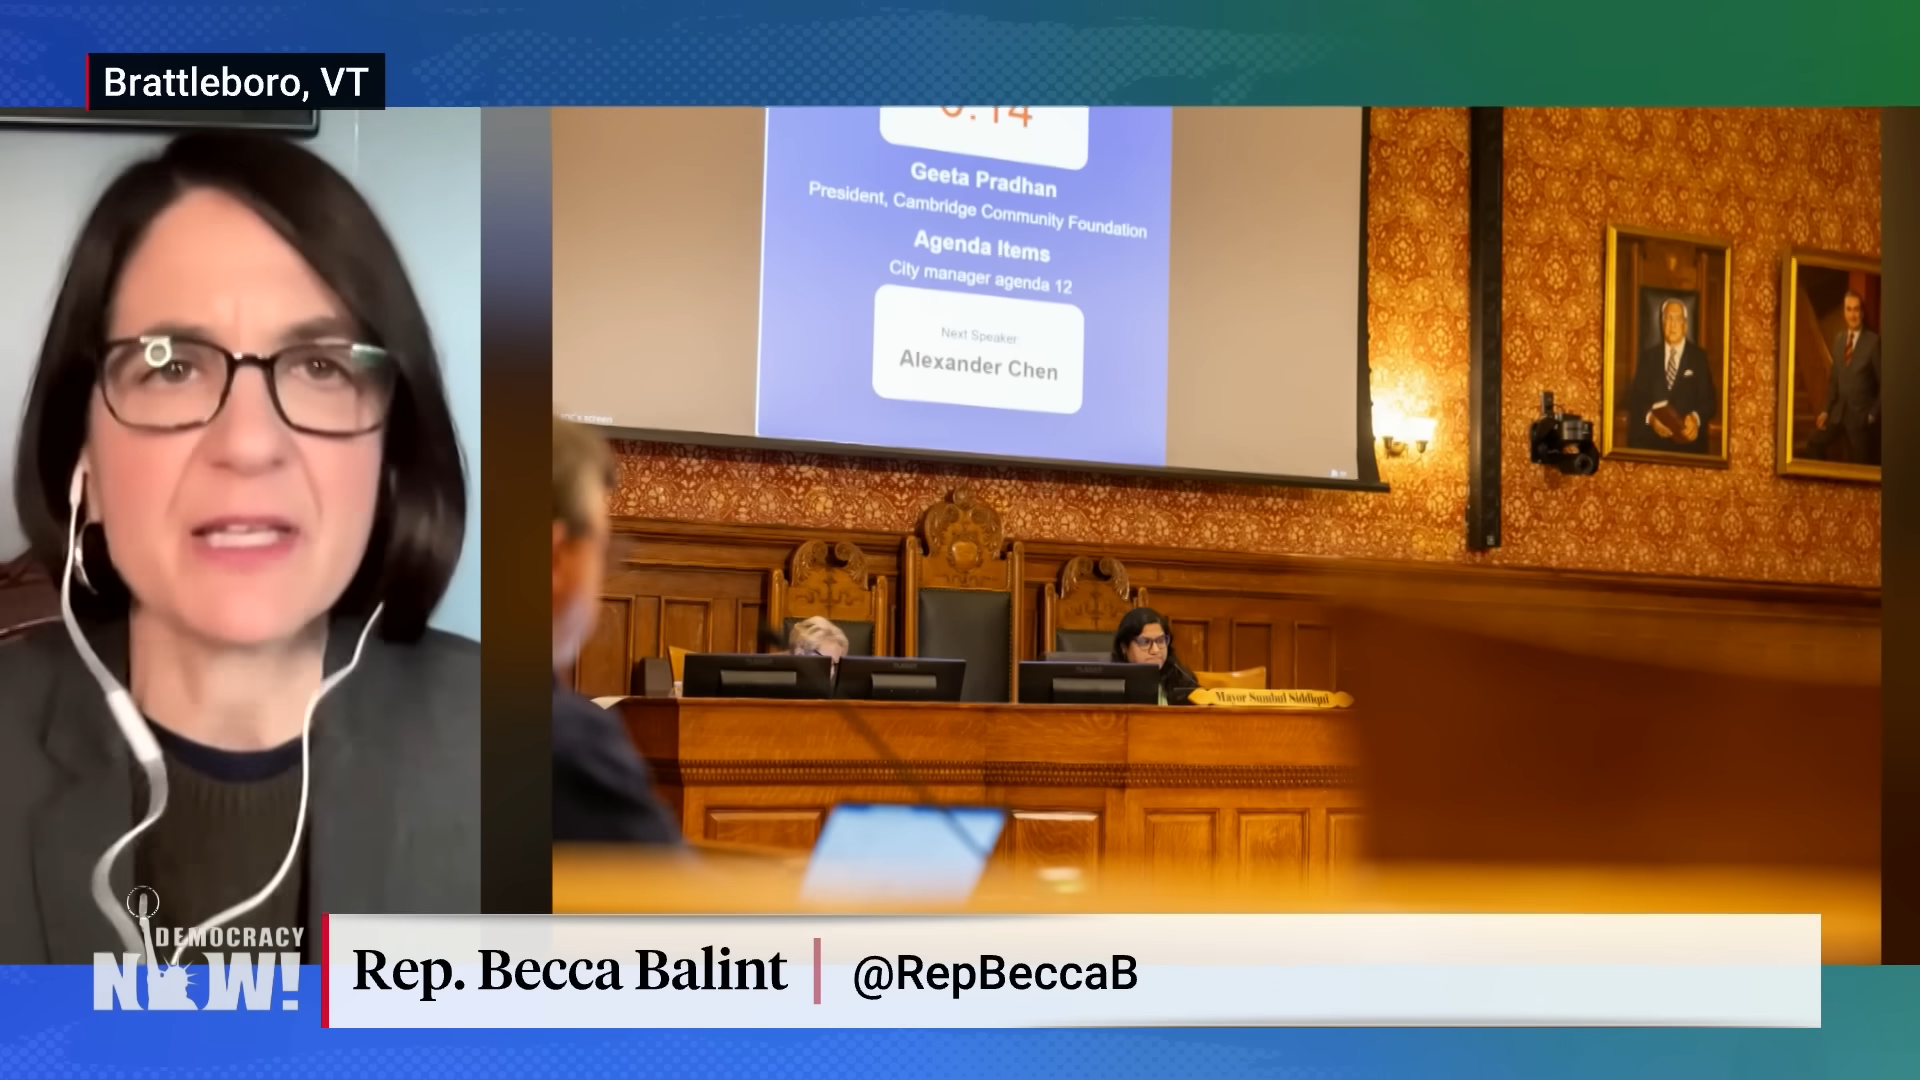 Brattleboro, VT
Geeta Pradhan
President, Cambridge Community Foundation
Agenda Items
City manager agenda 12
Next Speaker
Alexander Chen
Mayor Sumbul Siddiqui
DEMOCRACY
NOW!
Rep. Becca Balint
@RepBeccaB